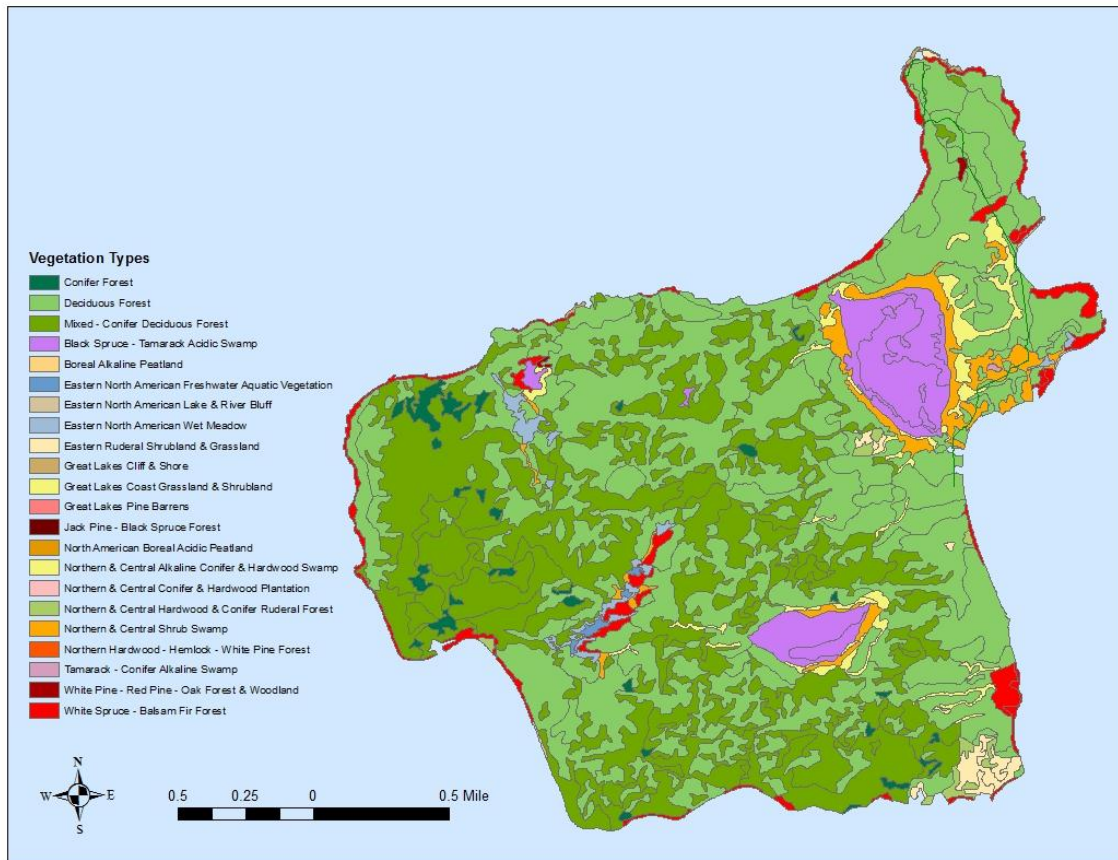 Vegetation Types
Conifer Forest
Deciduous Forest
Mixed - Conifer Deciduous Forest
Black Spruce - Tamarack Acidic Swamp
Boreal Alkaline Peatland
Eastern North American Freshwater Aquatic Vegetation
Eastern North American Lake & River Bluff
Eastern North American Wet Meadow
Eastern Ruderal Shrubland & Grassland
Great Lakes Cliff & Shore
Great Lakes Coast Grassland & Shrubland
Great Lakes Pine Barrens
Jack Pine - Black Spruce Forest
North American Boreal Acidic Peatland
Northern & Central Alkaline Conifer & Hardwood Swamp
Northern & Central Conifer & Hardwood Plantation
Northern & Central Hardwood & Conifer Ruderal Forest
Northern & Central Shrub Swamp
Northern Hardwood - Hemlock - White Pine Forest
Tamarack - Conifer Alkaline Swamp
White Pine - Red Pine - Oak Forest & Woodland
White Spruce - Balsam Fir Forest
N
W E
S
0.5 0.25 0 0.5 Mile